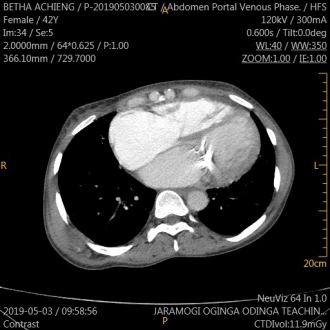 BETHA ACHIENG / P-20190503008
/Abdomen Portal Venous Phase. / HFS
A
Female / 42Y
120kV / 300mA
Im:34 / Se:5
0.600s / Tilt:0.0deg
2.0000mm / 64*0.625 / P:1.00
WL:40 / WW:350
366.10mm / 729.7000
ZOOM:1.00 / IE:1.00
R
L
20cm
NeuViz 64 In 1.0
2019-05-03 / 09:58:56
P
JARAMOGI OGINGA ODINGA TEACHIN...
Contrast
CTDIvol:11.9mGy